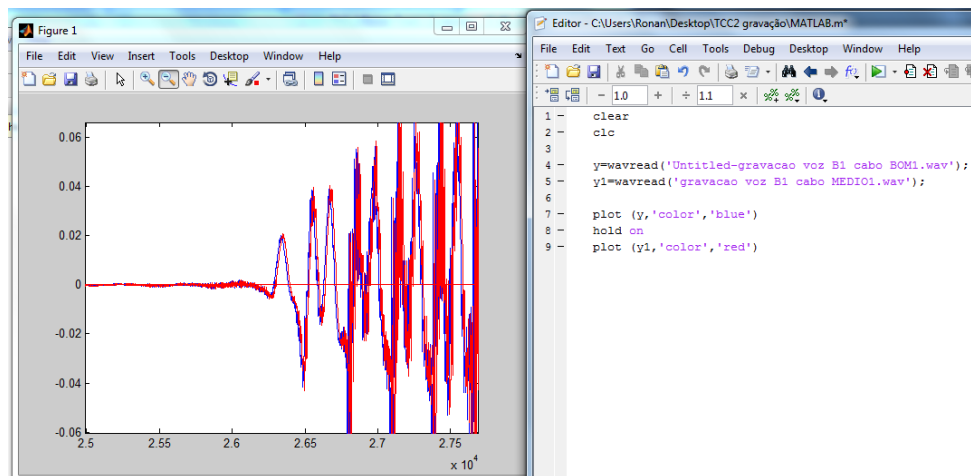 Figure 1
File Edit View Insert Tools Desktop Window Help
0.06
0.04
0.02
0
-0.02
-0.04
-0.06
2.5 2.55 2.6 2.65 2.7 2.75
x 10^4
Editor - C:\Users\Ronan\Desktop\TCC2 gravação\MATLAB.m*
File Edit Text Go Cell Tools Debug Desktop Window Help
- 1.0 + ÷ 1.1 ×
1 - clear
2 - clc
3
4 - y=wavread('Untitled-gravacao voz B1 cabo BOM1.wav');
5 - y1=wavread('gravacao voz B1 cabo MEDIO1.wav');
6
7 - plot (y,'color','blue')
8 - hold on
9 - plot (y1,'color','red')